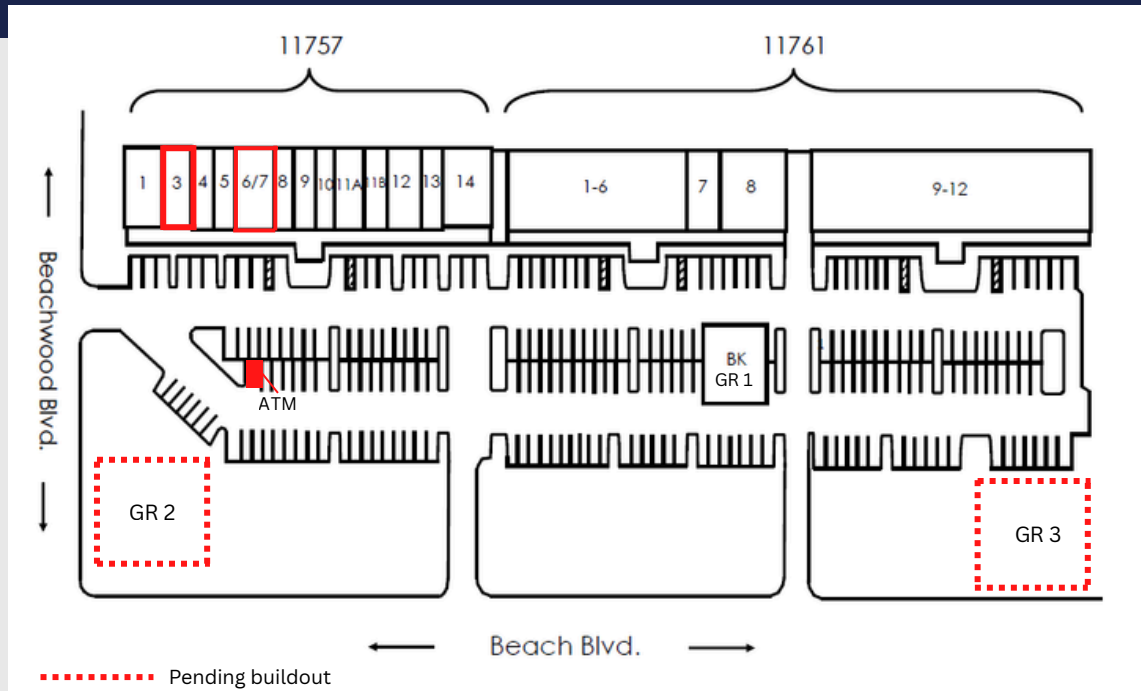 11757
11761
1
3
4
5
6/7
8
9
10
11A
11B
12
13
14
1-6
7
8
9-12
Beachwood Blvd.
BK
GR 1
ATM
GR 2
GR 3
Beach Blvd.
Pending buildout